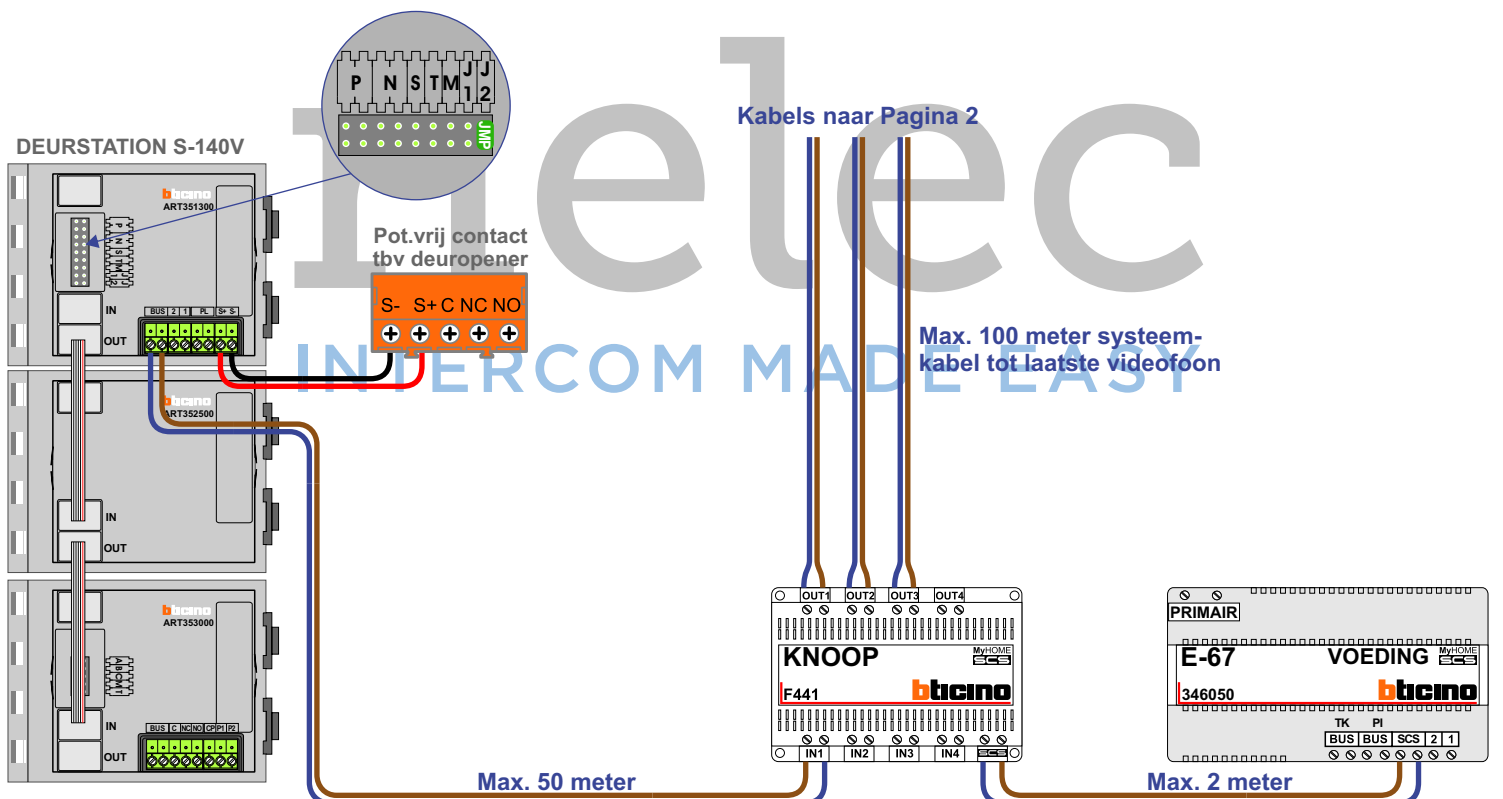 nelec
INTERCOM MADE EASY
P N S T M J1 J2
JMP
Kabels naar Pagina 2
DEURSTATION S-140V
bticino
ART351300
P N S T M J1 J2
IN
OUT
BUS 2 1 PL S+ S-
Pot.vrij contact
tbv deuropener
S- S+ C NC NO
Max. 100 meter systeem-
kabel tot laatste videofoon
bticino
ART352500
IN
OUT
bticino
ART353000
A B O M T
IN
OUT
BUS C NC NO CP P1 P2
OUT1 OUT2 OUT3 OUT4
KNOOP
MyHOME
SCS
F441
bticino
IN1 IN2 IN3 IN4 SCS
PRIMAIR
E-67 VOEDING
MyHOME
SCS
346050
bticino
TK PI
BUS BUS SCS 2 1
Max. 50 meter
Max. 2 meter